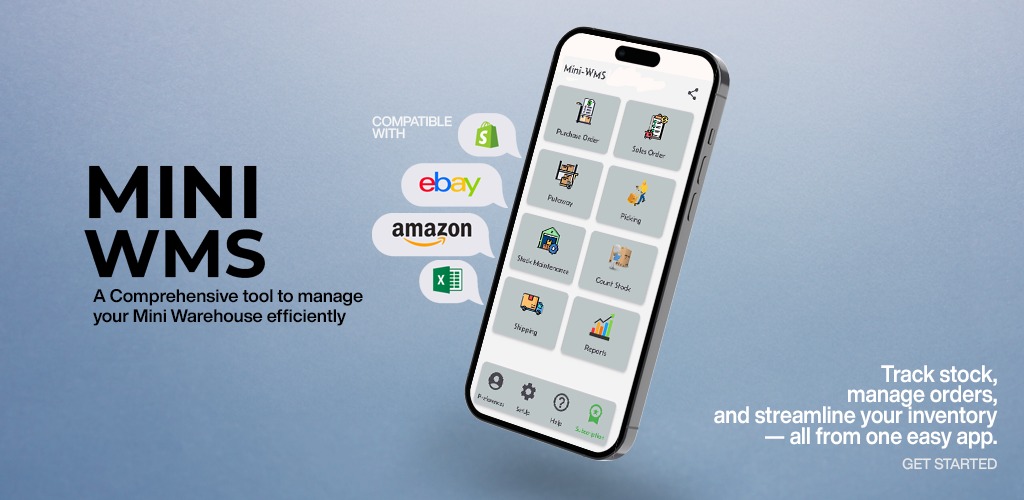 MINI
WMS
A Comprehensive tool to manage
your Mini Warehouse efficiently
COMPATIBLE
WITH
ebay
amazon
Mini-WMS
Purchase Order
Sales Order
Putaway
Picking
Stock Maintenance
Count Stock
Shipping
Reports
Preferences
SetUp
Help
Subscription
Track stock,
manage orders,
and streamline your inventory
— all from one easy app.
GET STARTED